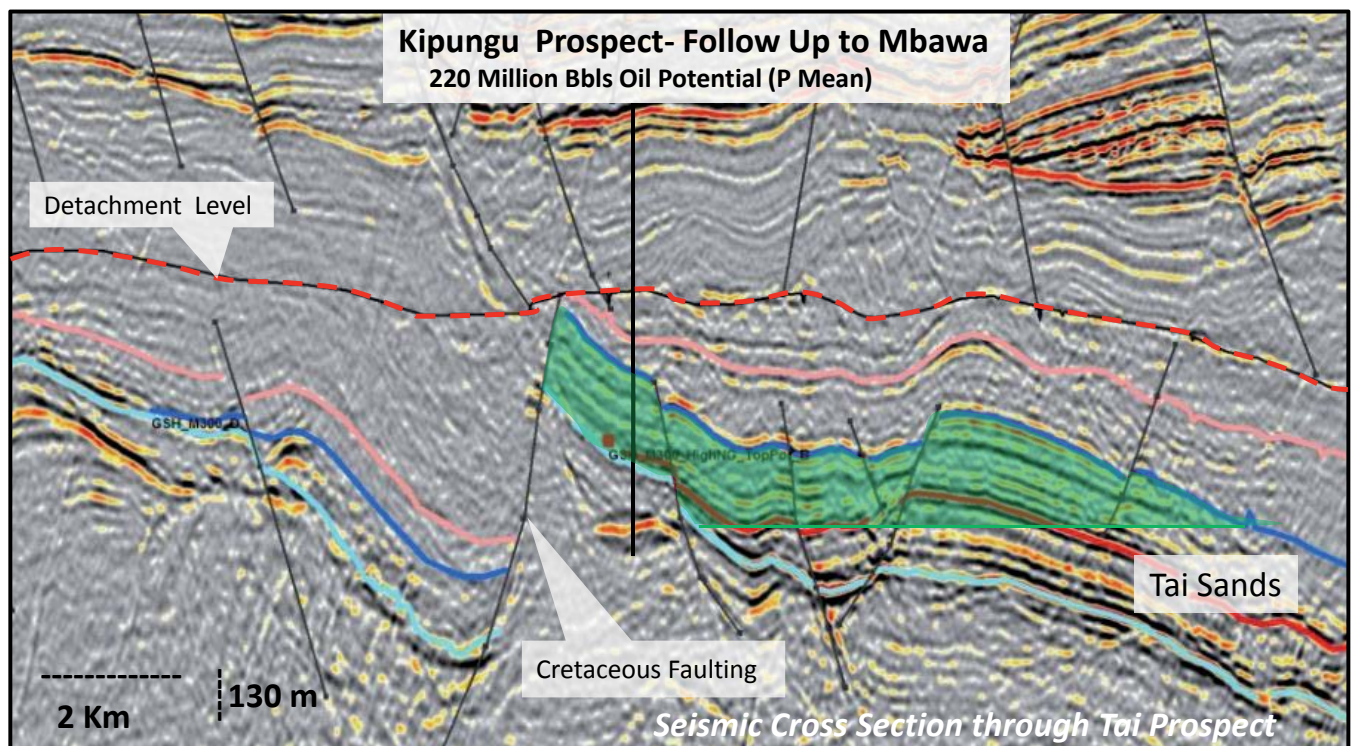 Kipungu Prospect- Follow Up to Mbawa
220 Million Bbls Oil Potential (P Mean)
Detachment Level
GSH_M300_D
GSH_M300_HighNG_TopPor_B
Tai Sands
Cretaceous Faulting
130 m
2 Km
Seismic Cross Section through Tai Prospect